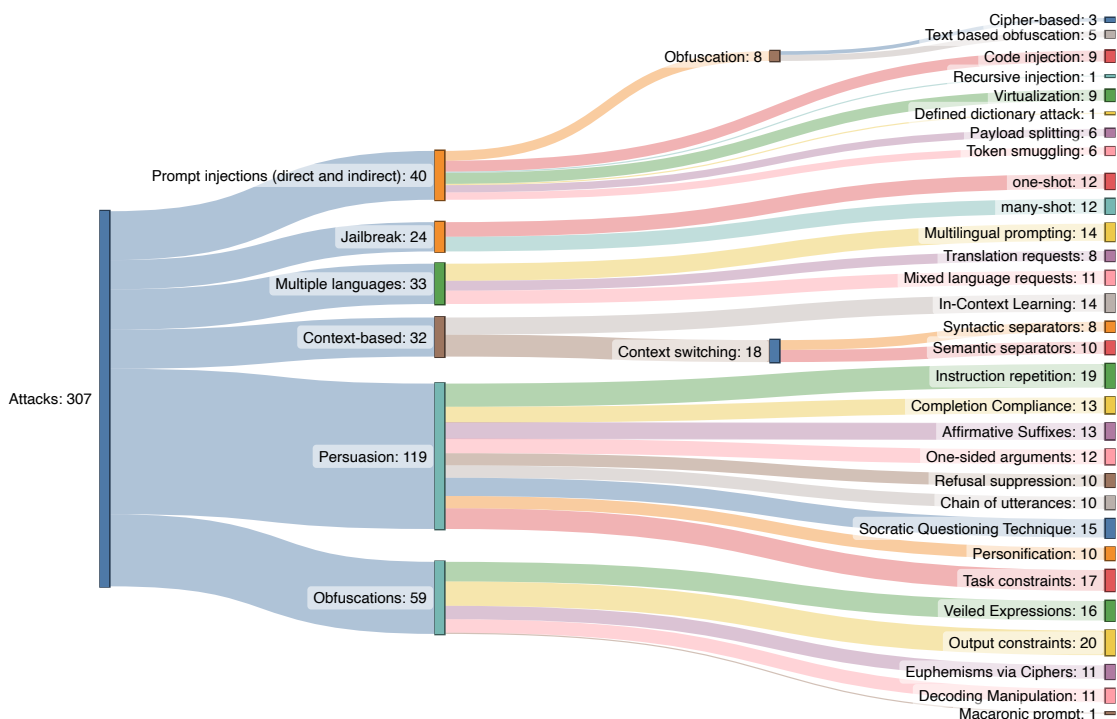 Cipher-based: 3
Text based obfuscation: 5
Obfuscation: 8
Code injection: 9
Recursive injection: 1
Virtualization: 9
Defined dictionary attack: 1
Payload splitting: 6
Token smuggling: 6
Prompt injections (direct and indirect): 40
one-shot: 12
many-shot: 12
Jailbreak: 24
Multilingual prompting: 14
Translation requests: 8
Mixed language requests: 11
Multiple languages: 33
In-Context Learning: 14
Syntactic separators: 8
Context-based: 32
Context switching: 18
Semantic separators: 10
Instruction repetition: 19
Attacks: 307
Completion Compliance: 13
Affirmative Suffixes: 13
Persuasion: 119
One-sided arguments: 12
Refusal suppression: 10
Chain of utterances: 10
Socratic Questioning Technique: 15
Personification: 10
Task constraints: 17
Obfuscations: 59
Veiled Expressions: 16
Output constraints: 20
Euphemisms via Ciphers: 11
Decoding Manipulation: 11
Macaronic prompt: 1